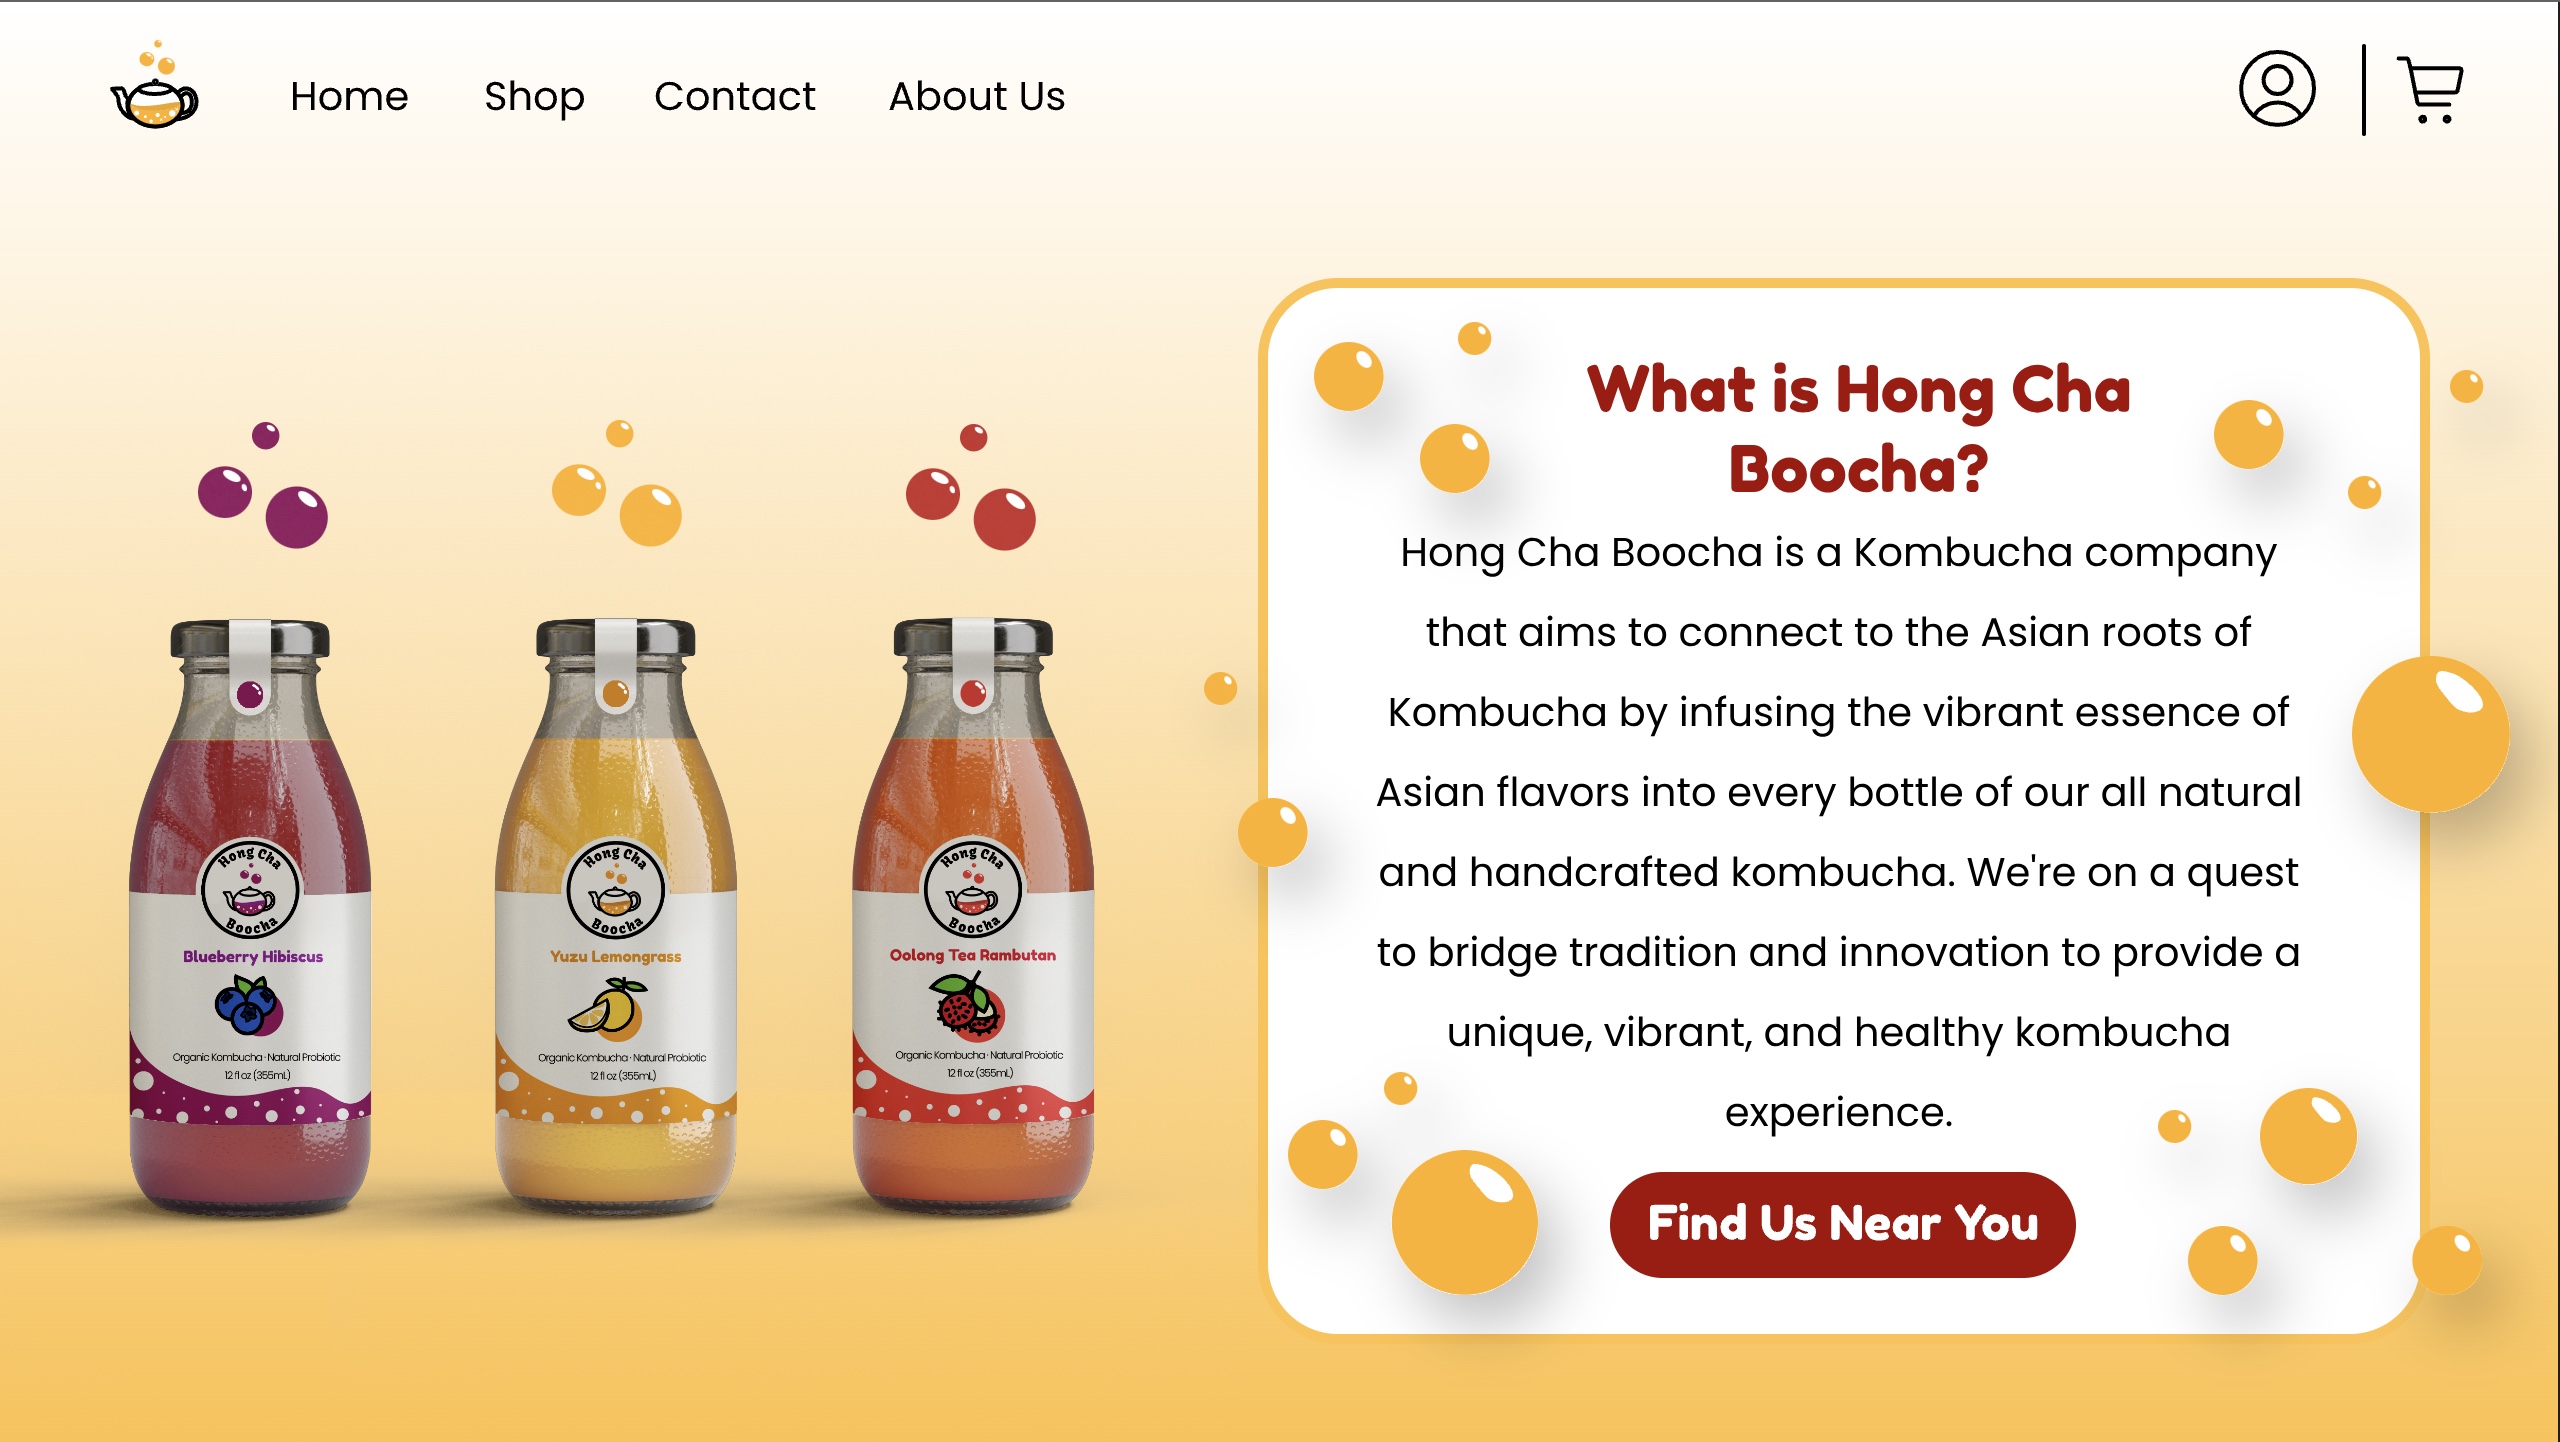 Home Shop Contact About Us
What is Hong Cha
Boocha?
Hong Cha Boocha is a Kombucha company
that aims to connect to the Asian roots of
Kombucha by infusing the vibrant essence of
Asian flavors into every bottle of our all natural
and handcrafted kombucha. We're on a quest
to bridge tradition and innovation to provide a
unique, vibrant, and healthy kombucha
experience.
Find Us Near You
Hong Cha
Boocha
Blueberry Hibiscus
Organic Kombucha · Natural Probiotic
12 fl oz (355mL)
Hong Cha
Boocha
Yuzu Lemongrass
Organic Kombucha · Natural Probiotic
12 fl oz (355mL)
Hong Cha
Boocha
Oolong Tea Rambutan
Organic Kombucha · Natural Probiotic
12 fl oz (355mL)